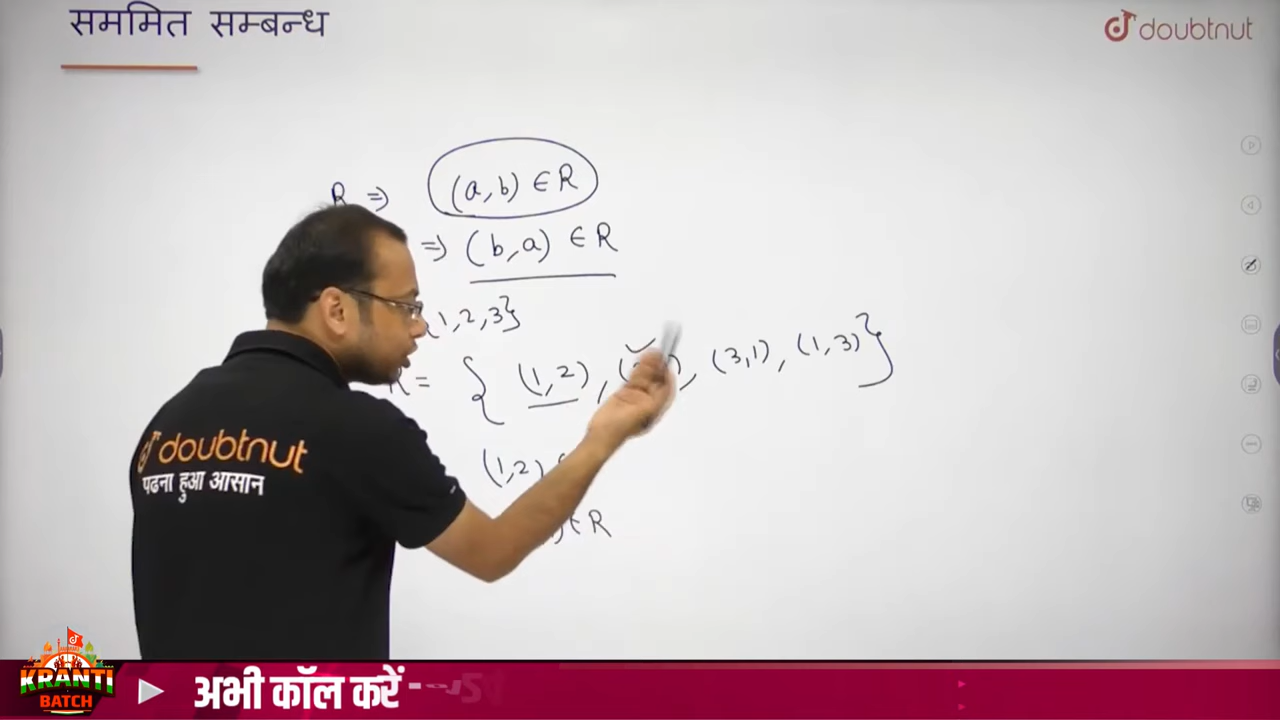 सममित सम्बन्ध
doubtnut
R ⇒ (a,b) ∈ R
⇒ (b,a) ∈ R
{1,2,3}
R = { (1,2), (3,1), (1,3) }
(1,2)
∈ R
doubtnut
पढना हुआ आसान
KRANTI
BATCH
अभी कॉल करें